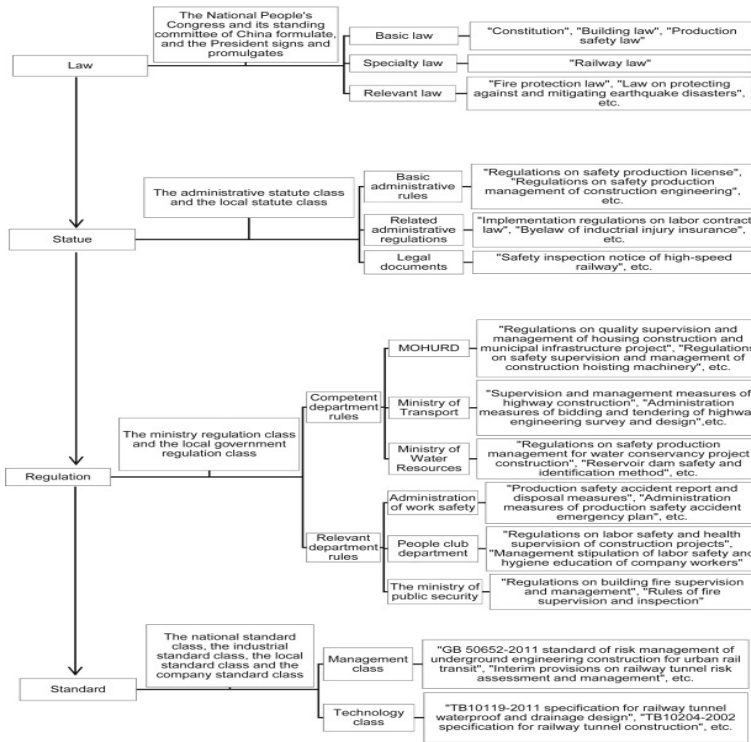 The National People's
Congress and its standing
committee of China formulate,
and the President signs and
promulgates
Law
Basic law
"Constitution", "Building law", "Production
safety law"
Specialty law
"Railway law"
Relevant law
"Fire protection law", "Law on protecting
against and mitigating earthquake disasters",
etc.
The administrative statute class
and the local statute class
Statue
Basic
administrative
rules
"Regulations on safety production license",
"Regulations on safety production
management of construction engineering",
etc.
Related
administrative
regulations
"Implementation regulations on labor contract
law", "Byelaw of inductrial injury insurance",
etc.
Legal
documents
"Safety inspection notice of high-speed
railway", etc.
The ministry regulation class
and the local government
regulation class
Regulation
Competent
department
rules
MOHURD
"Regulations on quality supervision and
management of housing construction and
municipal infrastructure project", "Regulations
on safety supervision and management of
construction hoisting machinery", etc.
Ministry of
Transport
"Supervision and management measures of
highway construction", "Administration
measures of bidding and tendering of highway
engineering survey and design",etc.
Ministry of
Water
Resources
"Regulations on safety production
management for water conservancy project
construction", "Reservoir dam safety and
identification method", etc.
Relevant
department
rules
Administration
of work safety
"Production safety accident report and
disposal measures", "Administration
measures of production safety accident
emergency plan", etc.
People club
department
"Regulations on labor safety and health
supervision of construction projects",
"Management stipulation of labor safety and
hygiene education of company workers"
The ministry of
public security
"Regulations on building fire supervision
and management", "Rules of fire
supervision and inspection"
The national standard
class, the industrial
standard class, the local
standard class and the
company standard class
Standard
Management
class
"GB 50652-2011 standard of risk management
of underground engineering construction for urban rail
transit", "Interim provisions on railway tunnel risk
assessment and management", etc.
Technology
class
"TB10119-2011 specification for railway tunnel
waterproof and drainage design", "TB10204-2002
specification for railway tunnel construction", etc.